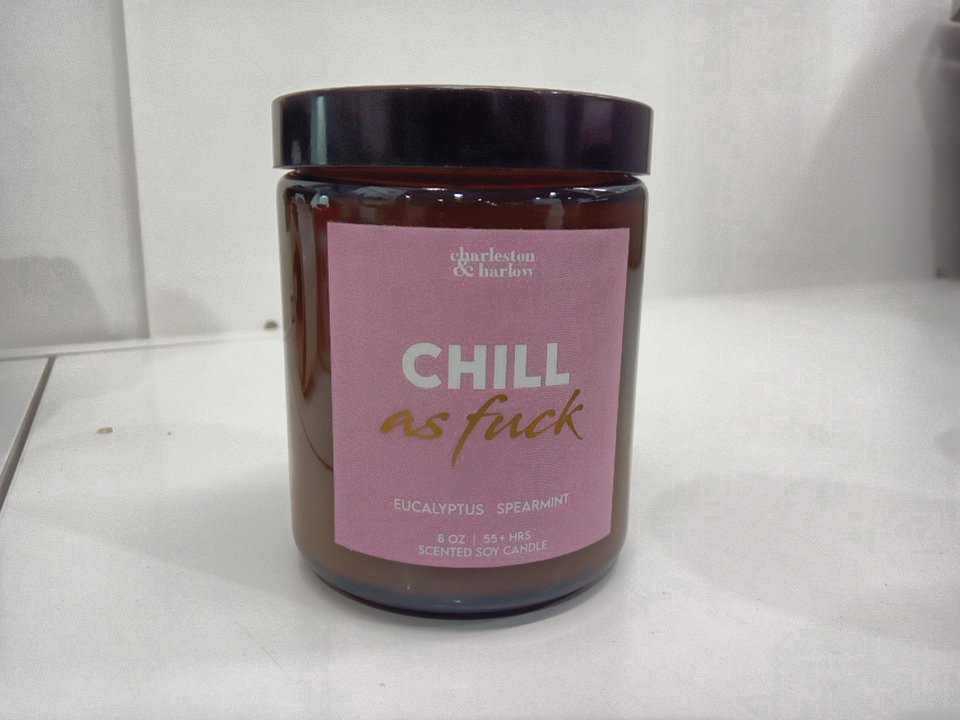 charleston
& harlow
CHILL
as fuck
EUCALYPTUS SPEARMINT
8 OZ | 55+ HRS
SCENTED SOY CANDLE